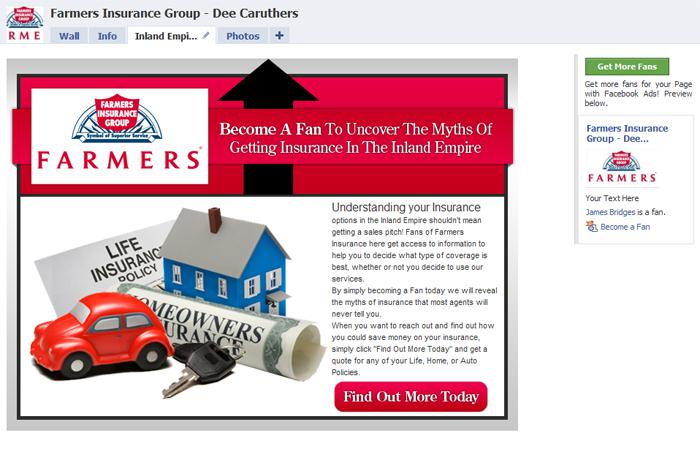 Farmers Insurance Group - Dee Caruthers
FARMERS
INSURANCE
GROUP
R M E
Wall
Info
Inland Empi...
Photos
+
FARMERS
INSURANCE
GROUP
Symbol of Superior Service
FARMERS®
Become A Fan To Uncover The Myths Of
Getting Insurance In The Inland Empire
LIFE
INSURANCE
POLICY
HOMEOWNERS
INSURANCE
Understanding your Insurance
options in the Inland Empire shouldn't mean
getting a sales pitch! Fans of Farmers
Insurance here get access to information to
help you to decide what type of coverage is
best, whether or not you decide to use our
services.
By simply becoming a Fan today we will reveal
the myths of insurance that most agents will
never tell you.
When you want to reach out and find out how
you could save money on your insurance,
simply click "Find Out More Today" and get a
quote for any of your Life, Home, or Auto
Policies.
Find Out More Today
Get More Fans
Get more fans for your Page
with Facebook Ads! Preview
below.
Farmers Insurance
Group - Dee...
FARMERS
INSURANCE
GROUP
FARMERS
Your Text Here
James Bridges is a fan.
Become a Fan